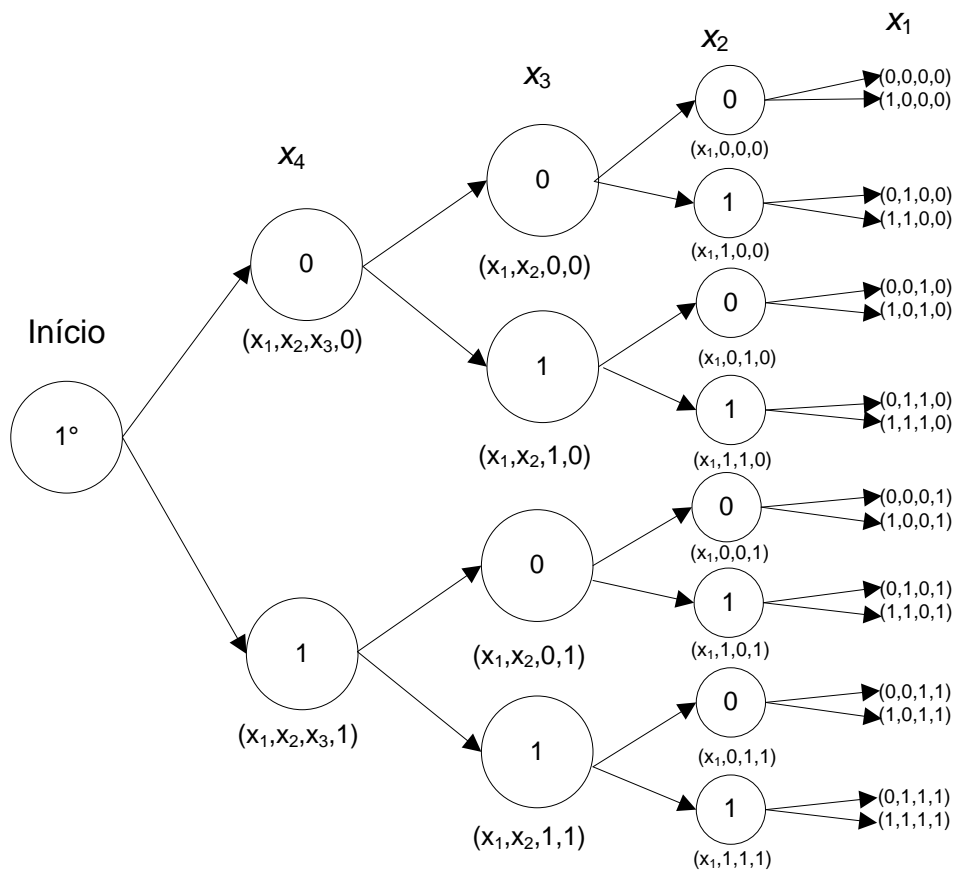 x₁
x₂
x₃
x₄
Início
1°
0
(x₁,x₂,x₃,0)
1
(x₁,x₂,x₃,1)
0
(x₁,x₂,0,0)
1
(x₁,x₂,1,0)
0
(x₁,x₂,0,1)
1
(x₁,x₂,1,1)
0
(x₁,0,0,0)
1
(x₁,1,0,0)
0
(x₁,0,1,0)
1
(x₁,1,1,0)
0
(x₁,0,0,1)
1
(x₁,1,0,1)
0
(x₁,0,1,1)
1
(x₁,1,1,1)
(0,0,0,0)
(1,0,0,0)
(0,1,0,0)
(1,1,0,0)
(0,0,1,0)
(1,0,1,0)
(0,1,1,0)
(1,1,1,0)
(0,0,0,1)
(1,0,0,1)
(0,1,0,1)
(1,1,0,1)
(0,0,1,1)
(1,0,1,1)
(0,1,1,1)
(1,1,1,1)